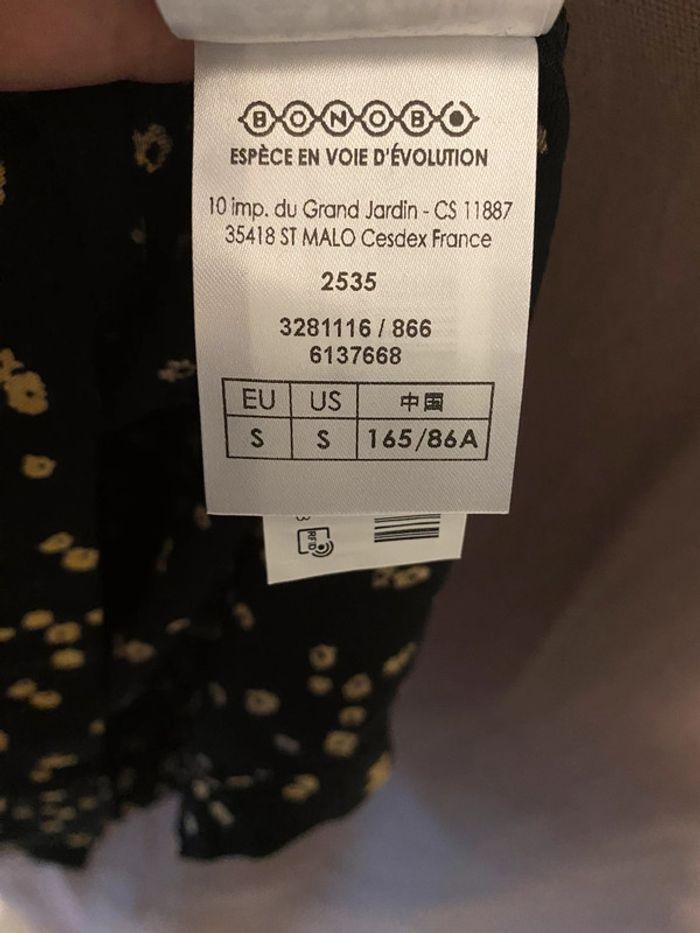 BONOBO
ESPÈCE EN VOIE D'ÉVOLUTION
10 imp. du Grand Jardin - CS 11887
35418 ST MALO Cesdex France
2535
3281116 / 866
6137668
EU US 中国
S S 165/86A
RFID